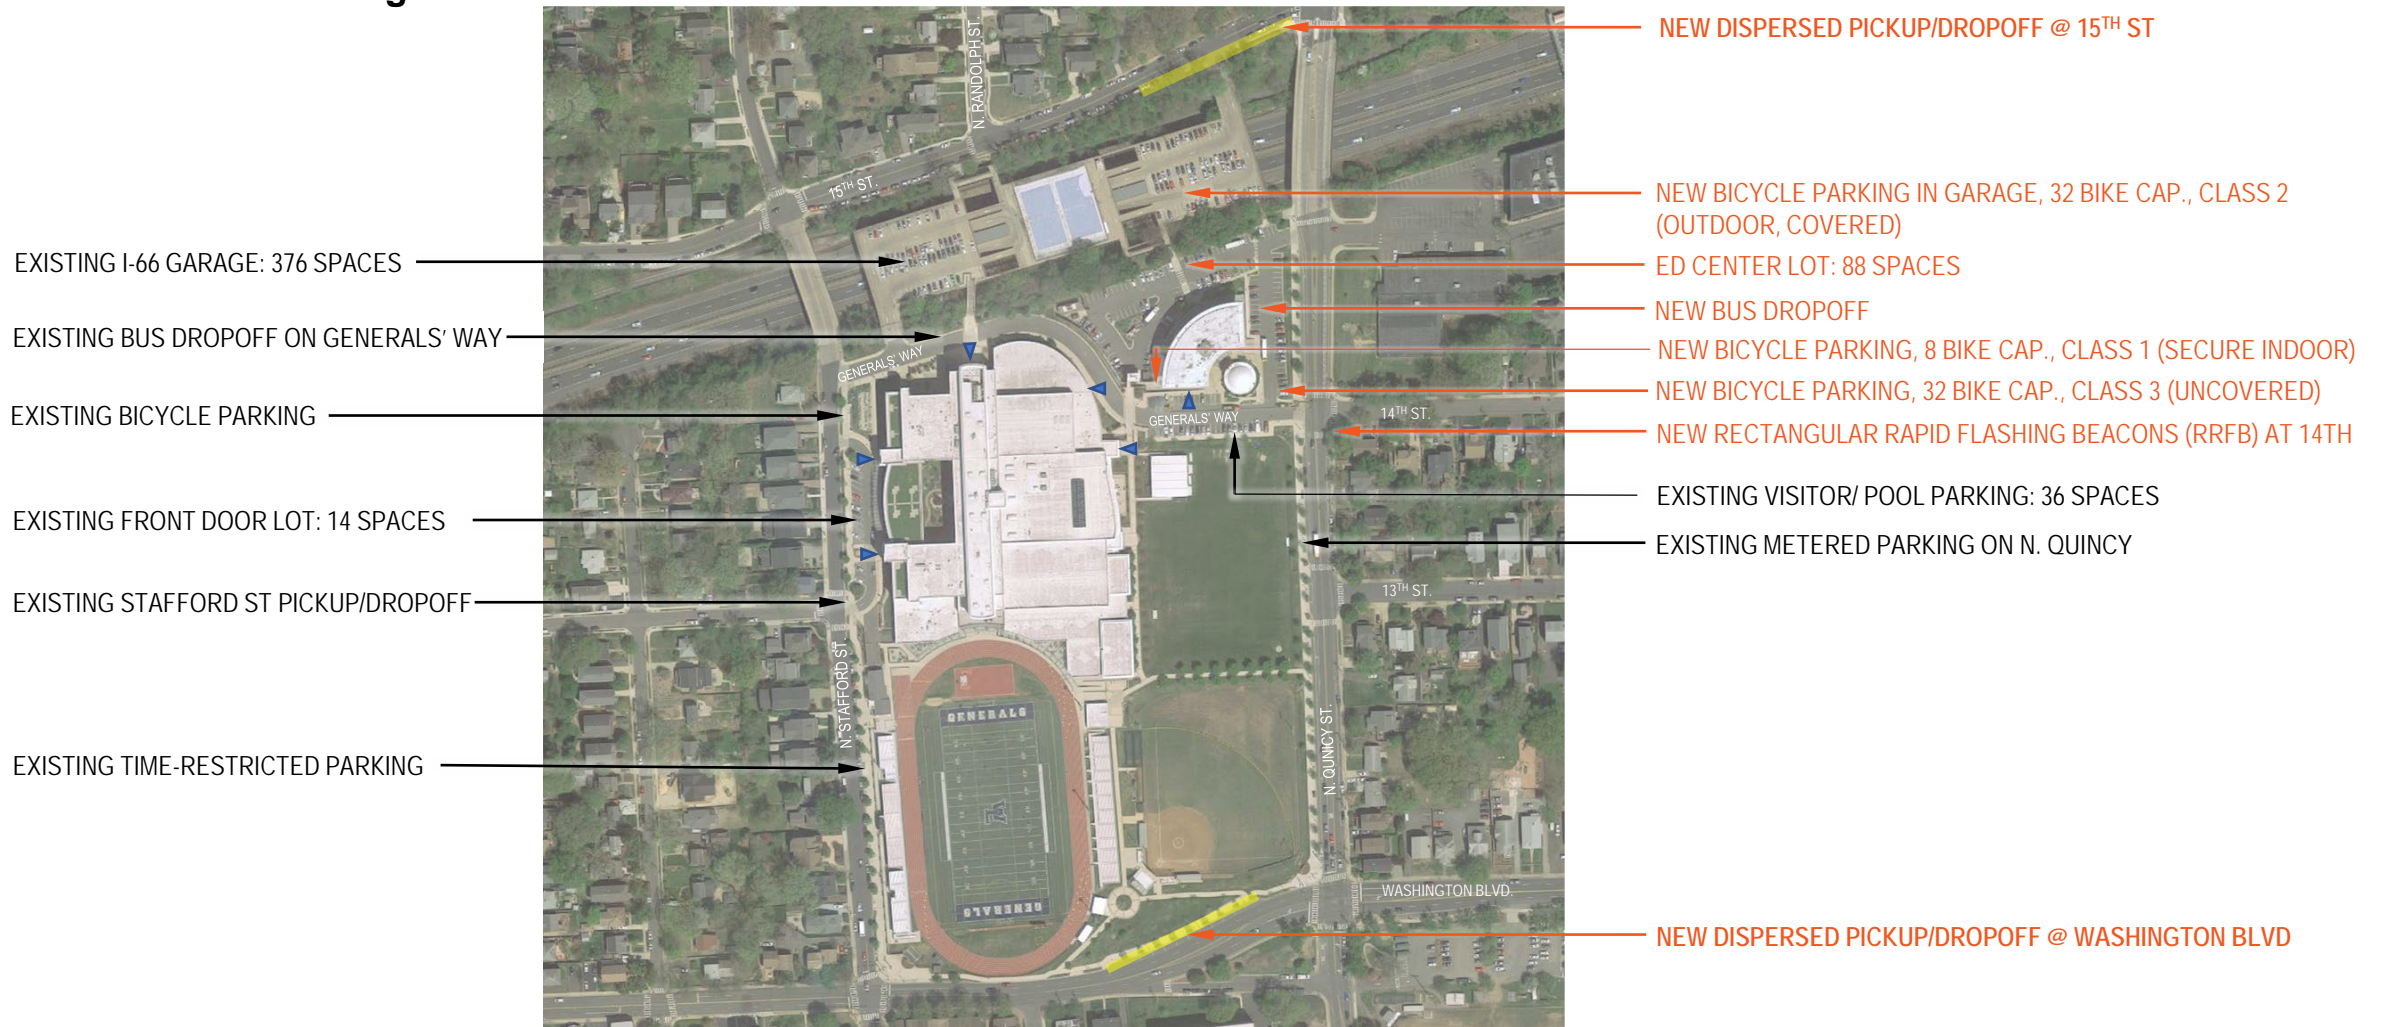 NEW DISPERSED PICKUP/DROPOFF @ 15TH ST
N. RANDOLPH ST.
15TH ST.
NEW BICYCLE PARKING IN GARAGE, 32 BIKE CAP., CLASS 2
(OUTDOOR, COVERED)
EXISTING I-66 GARAGE: 376 SPACES
ED CENTER LOT: 88 SPACES
NEW BUS DROPOFF
EXISTING BUS DROPOFF ON GENERALS' WAY
GENERALS' WAY
NEW BICYCLE PARKING, 8 BIKE CAP., CLASS 1 (SECURE INDOOR)
NEW BICYCLE PARKING, 32 BIKE CAP., CLASS 3 (UNCOVERED)
EXISTING BICYCLE PARKING
GENERALS' WAY
14TH ST.
NEW RECTANGULAR RAPID FLASHING BEACONS (RRFB) AT 14TH
EXISTING VISITOR/ POOL PARKING: 36 SPACES
EXISTING FRONT DOOR LOT: 14 SPACES
EXISTING METERED PARKING ON N. QUINCY
13TH ST.
EXISTING STAFFORD ST PICKUP/DROPOFF
N. STAFFORD ST.
GENERALS
N. QUNICY ST.
EXISTING TIME-RESTRICTED PARKING
WASHINGTON BLVD.
GENERALS
NEW DISPERSED PICKUP/DROPOFF @ WASHINGTON BLVD